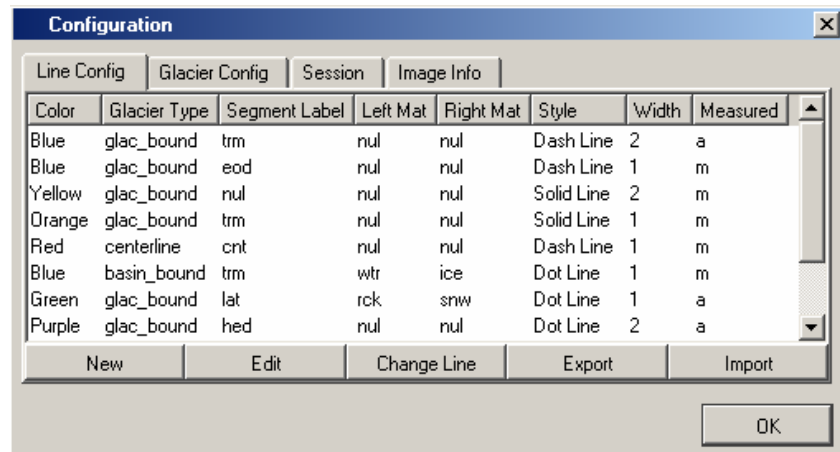 Configuration
Line Config Glacier Config Session Image Info
Color Glacier Type Segment Label Left Mat Right Mat Style Width Measured
Blue glac_bound trm nul nul Dash Line 2 a
Blue glac_bound eod nul nul Dash Line 1 m
Yellow glac_bound nul nul nul Solid Line 2 m
Orange glac_bound trm nul nul Solid Line 1 m
Red centerline cnt nul nul Dash Line 1 m
Blue basin_bound trm wtr ice Dot Line 1 m
Green glac_bound lat rck snw Dot Line 1 a
Purple glac_bound hed nul nul Dot Line 2 a
New Edit Change Line Export Import
OK